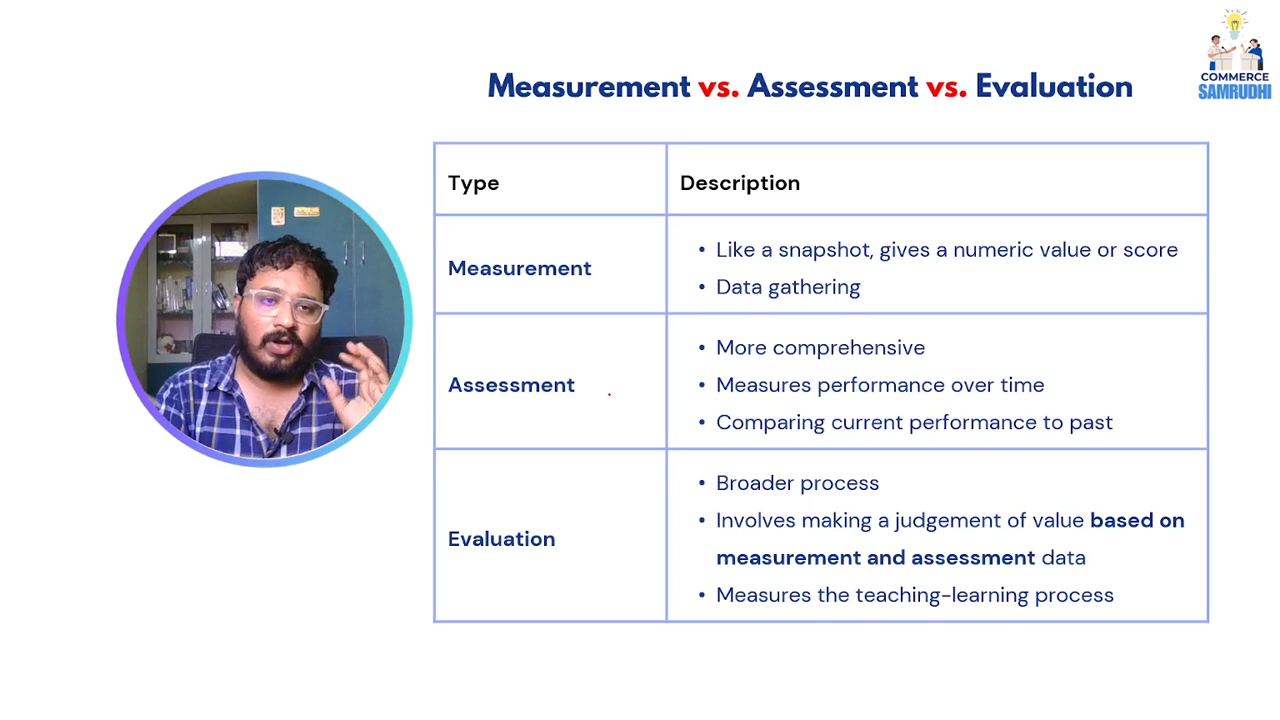 COMMERCE
SAMRUDHI
Measurement vs. Assessment vs. Evaluation
Type
Description
Measurement
• Like a snapshot, gives a numeric value or score
• Data gathering
Assessment
• More comprehensive
• Measures performance over time
• Comparing current performance to past
Evaluation
• Broader process
• Involves making a judgement of value based on
measurement and assessment data
• Measures the teaching-learning process